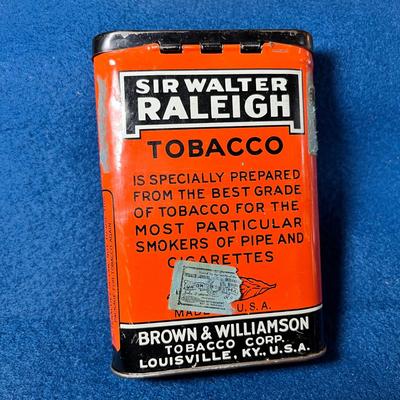 SIR WALTER
RALEIGH
TOBACCO
IS SPECIALLY PREPARED
FROM THE BEST GRADE
OF TOBACCO FOR THE
MOST PARTICULAR
SMOKERS OF PIPE AND
CIGARETTES
MADE U.S.A.
BROWN & WILLIAMSON
TOBACCO CORP.
LOUISVILLE, KY., U.S.A.